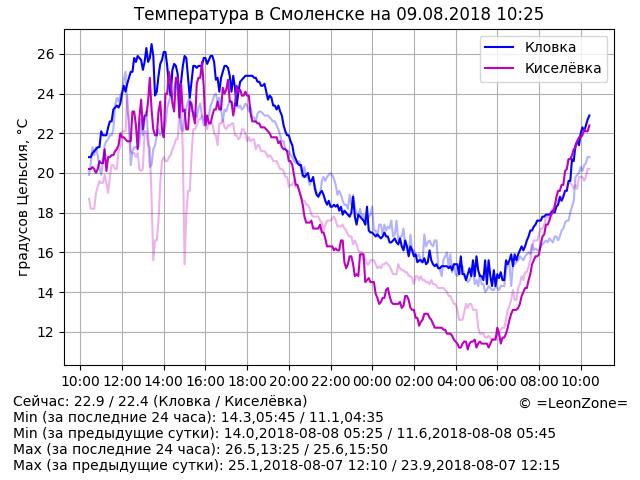 Температура в Смоленске на 09.08.2018 10:25
градусов Цельсия, °C
26
24
22
20
18
16
14
12
Кловка
Киселёвка
10:00 12:00 14:00 16:00 18:00 20:00 22:00 00:00 02:00 04:00 06:00 08:00 10:00
Сейчас: 22.9 / 22.4 (Кловка / Киселёвка)
© =LeonZone=
Min (за последние 24 часа): 14.3,05:45 / 11.1,04:35
Min (за предыдущие сутки): 14.0,2018-08-08 05:25 / 11.6,2018-08-08 05:45
Max (за последние 24 часа): 26.5,13:25 / 25.6,15:50
Max (за предыдущие сутки): 25.1,2018-08-07 12:10 / 23.9,2018-08-07 12:15